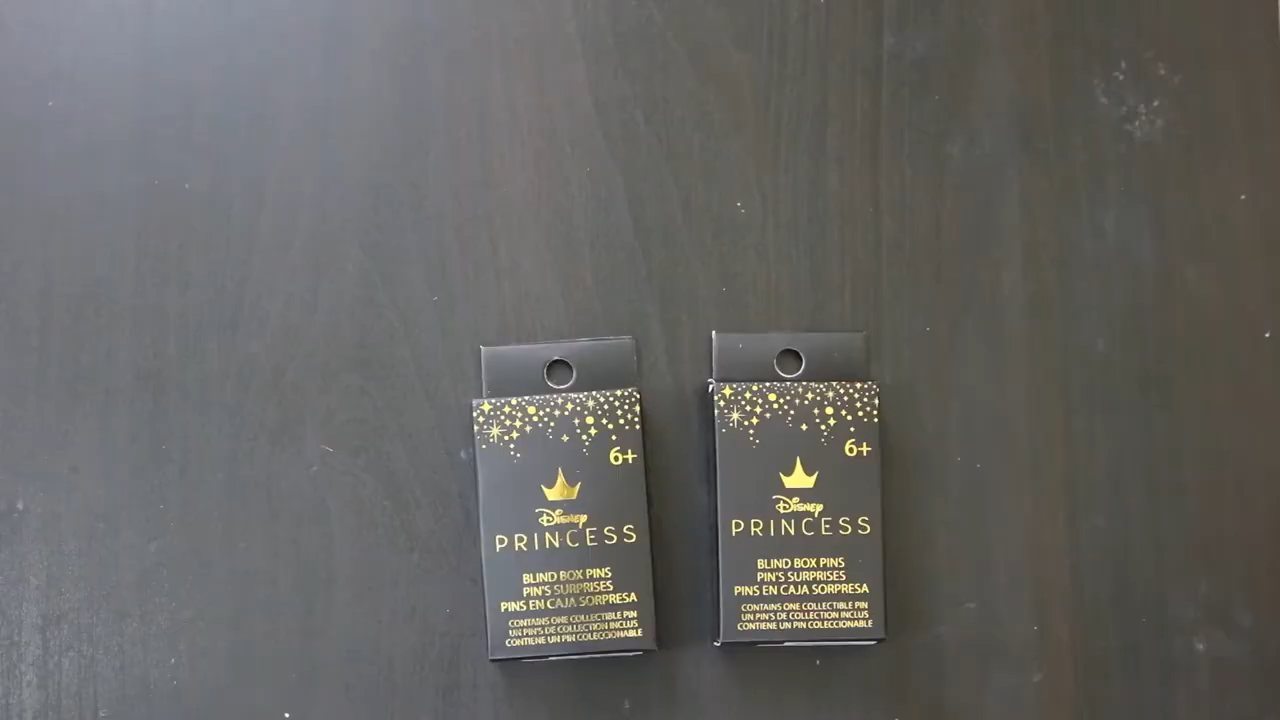 6+
Disney
PRINCESS
BLIND BOX PINS
PIN'S SURPRISES
PINS EN CAJA SORPRESA
CONTAINS ONE COLLECTIBLE PIN
UN PIN'S DE COLLECTION INCLUS
CONTIENE UN PIN COLECCIONABLE
6+
Disney
PRINCESS
BLIND BOX PINS
PIN'S SURPRISES
PINS EN CAJA SORPRESA
CONTAINS ONE COLLECTIBLE PIN
UN PIN'S DE COLLECTION INCLUS
CONTIENE UN PIN COLECCIONABLE